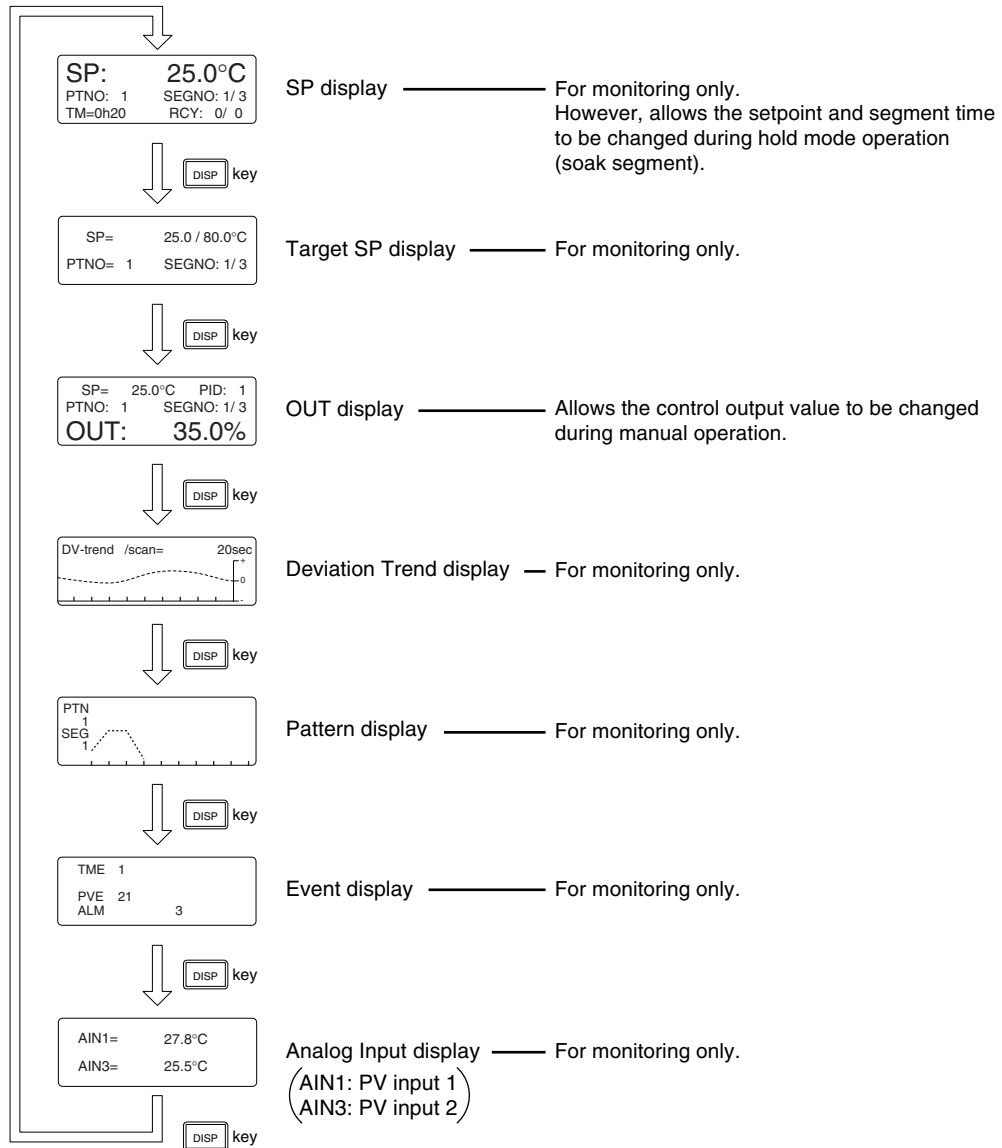 SP: 25.0°C
PTNO: 1 SEGNO: 1/ 3
TM=0h20 RCY: 0/ 0
SP display
For monitoring only.
However, allows the setpoint and segment time
to be changed during hold mode operation
(soak segment).
DISP key
SP= 25.0 / 80.0°C
PTNO= 1 SEGNO: 1/ 3
Target SP display
For monitoring only.
DISP key
SP= 25.0°C PID: 1
PTNO: 1 SEGNO: 1/ 3
OUT: 35.0%
OUT display
Allows the control output value to be changed
during manual operation.
DISP key
DV-trend /scan= 20sec
+
0
-
Deviation Trend display
For monitoring only.
DISP key
PTN
1
SEG
1
Pattern display
For monitoring only.
DISP key
TME 1
PVE 21
ALM 3
Event display
For monitoring only.
DISP key
AIN1= 27.8°C
AIN3= 25.5°C
Analog Input display
For monitoring only.
(AIN1: PV input 1
AIN3: PV input 2)
DISP key